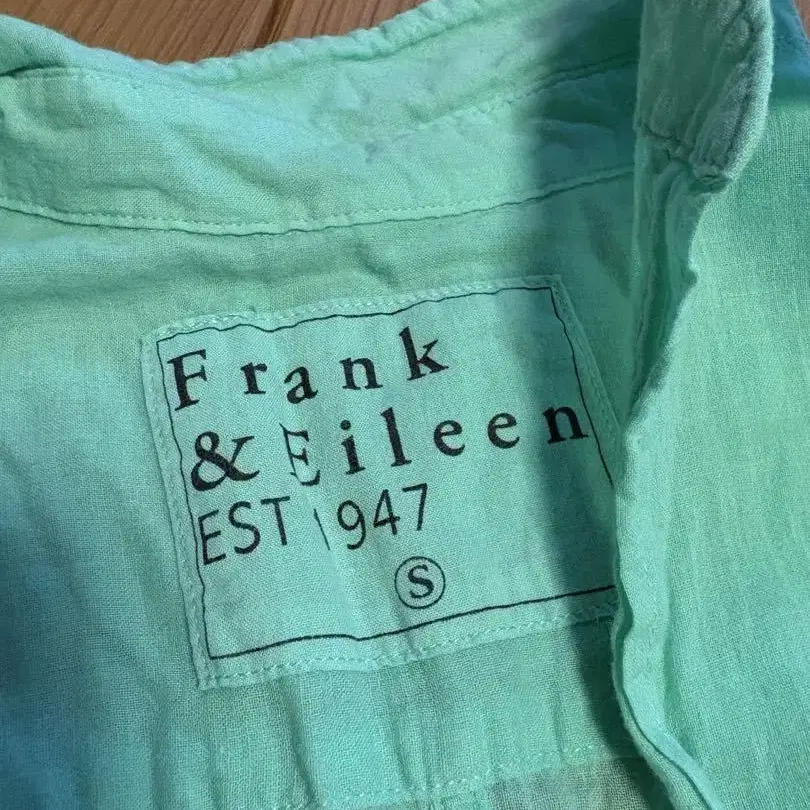 Frank
& Eileen
EST 1947
S